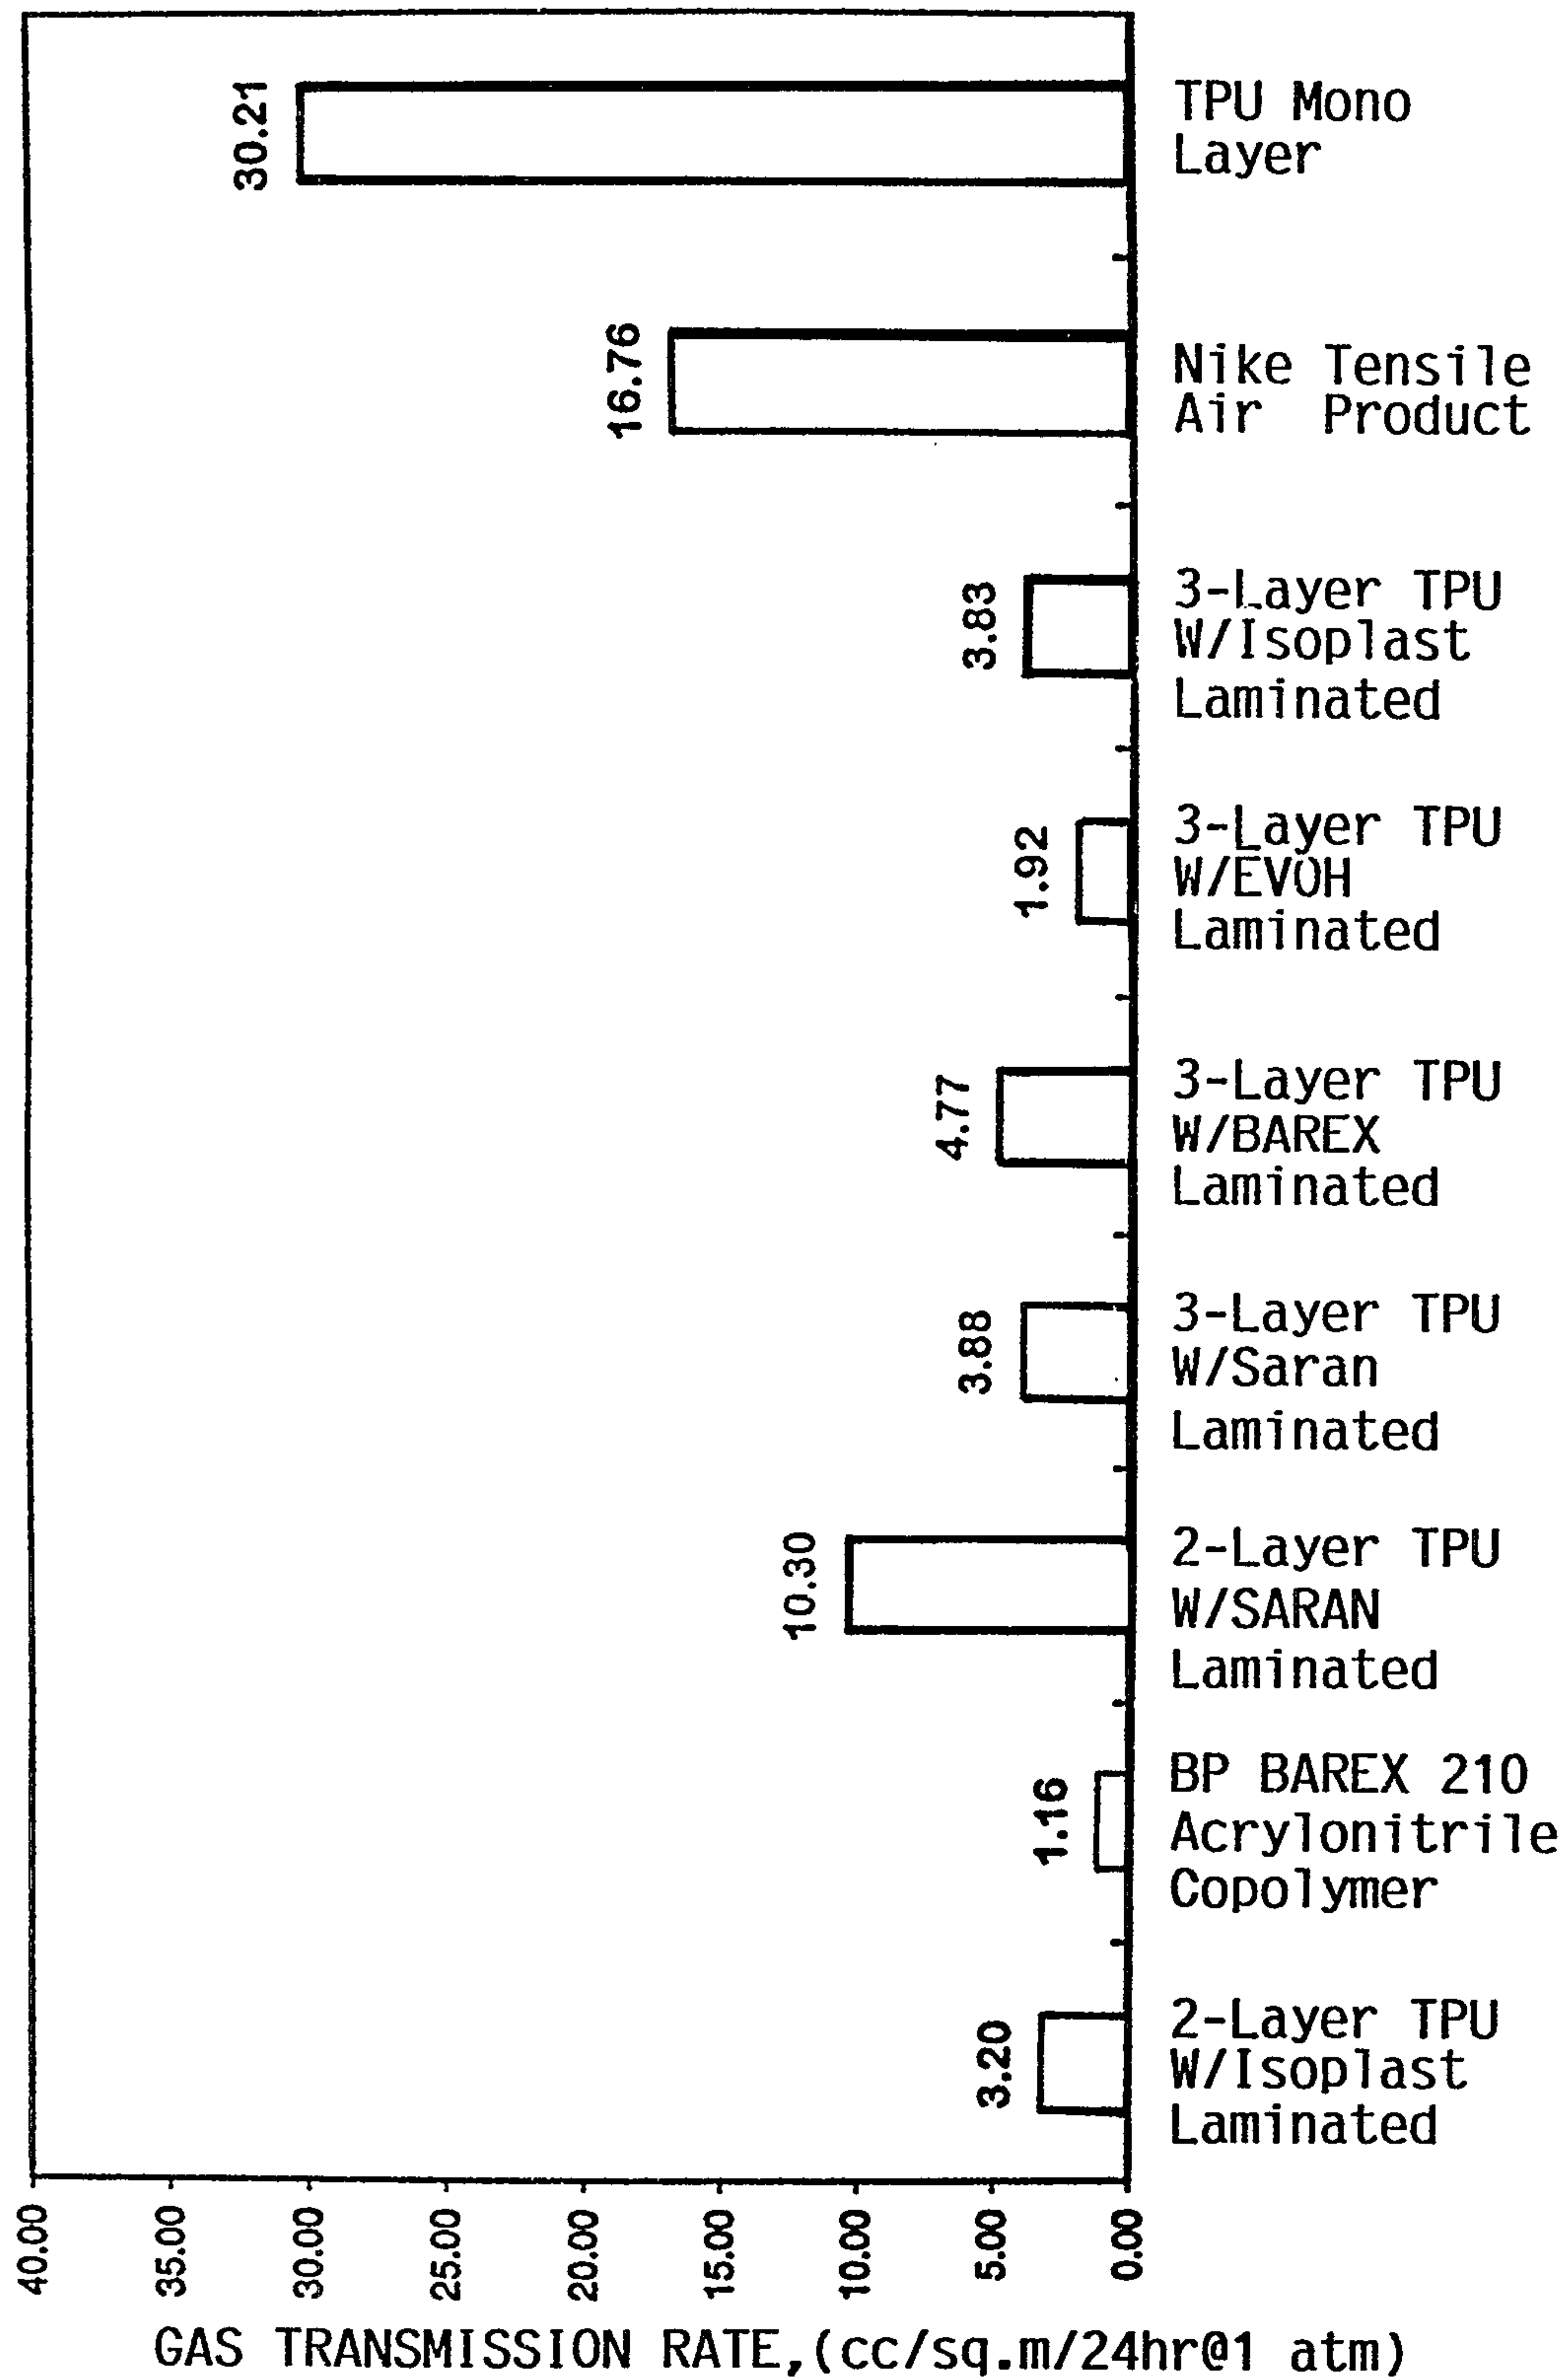 30.21
TPU Mono
Layer
16.76
Nike Tensile
Air Product
3.83
3-Layer TPU
W/Isoplast
Laminated
1.92
3-Layer TPU
W/EVOH
Laminated
4.77
3-Layer TPU
W/BAREX
Laminated
3.88
3-Layer TPU
W/Saran
Laminated
10.30
2-Layer TPU
W/SARAN
Laminated
1.16
BP BAREX 210
Acrylonitrile
Copolymer
3.20
2-Layer TPU
W/Isoplast
Laminated
40.00
35.00
30.00
25.00
20.00
15.00
10.00
5.00
0.00
GAS TRANSMISSION RATE,(cc/sq.m/24hr@1 atm)